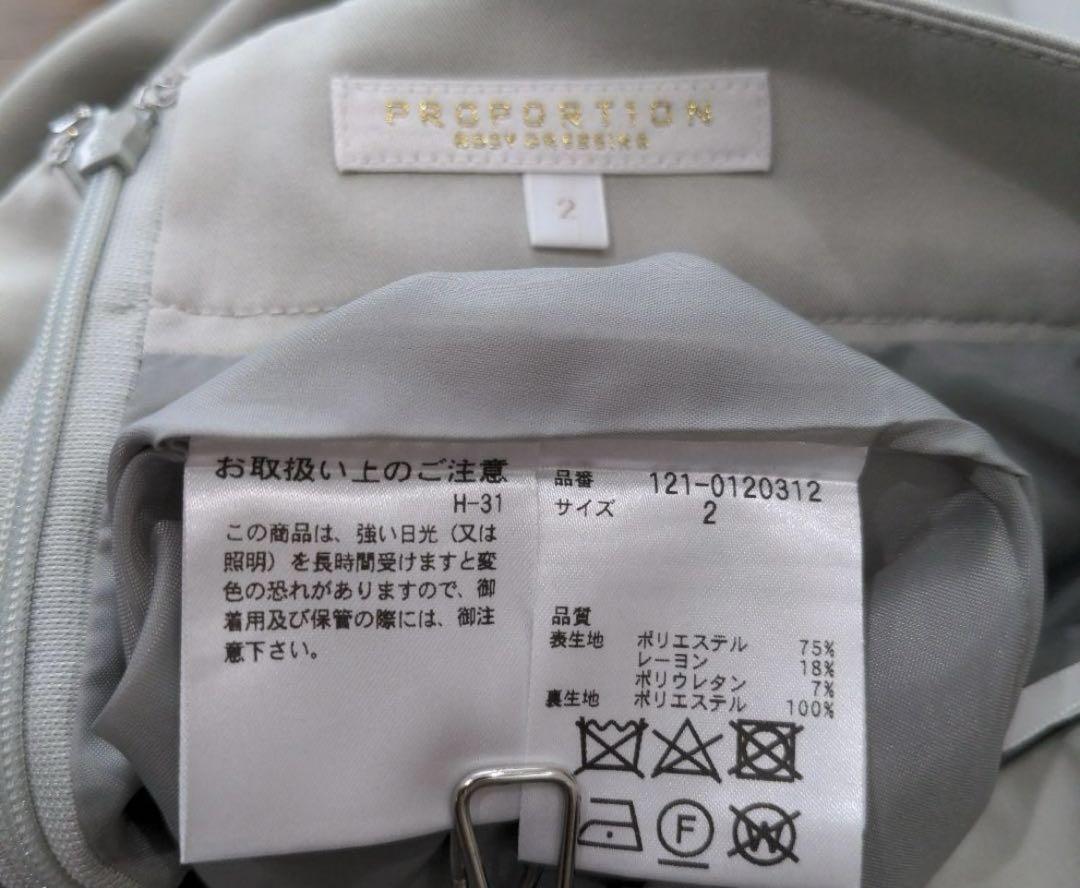 PROPORTION
BODY DRESSING
2
お取扱い上のご注意
H-31
この商品は、強い日光（又は
照明）を長時間受けますと変
色の恐れがありますので、御
着用及び保管の際には、御注
意下さい。
品番 121-0120312
サイズ 2
品質
表生地 ポリエステル 75%
レーヨン 18%
ポリウレタン 7%
裏生地 ポリエステル 100%
F
W